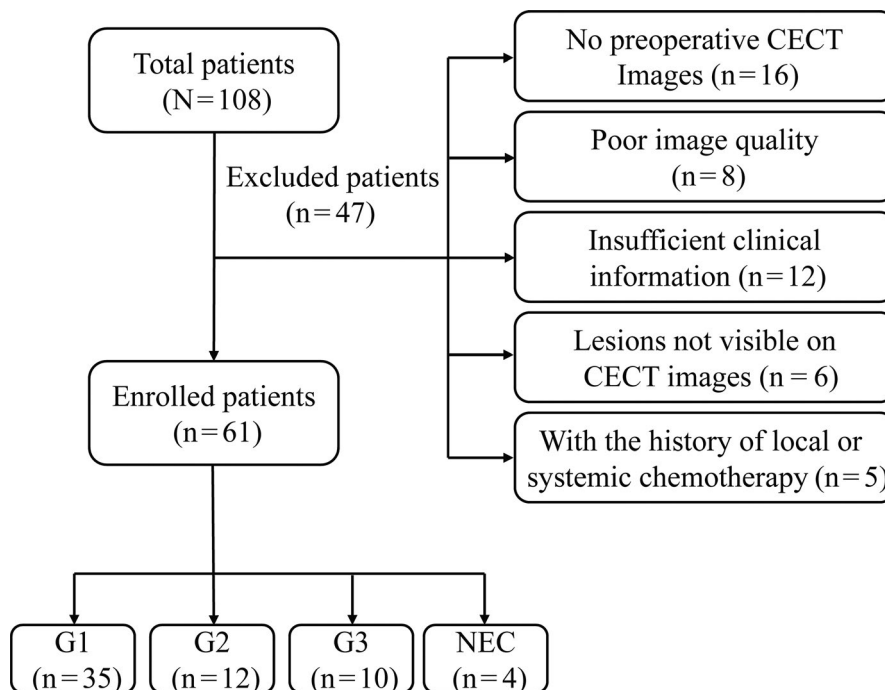 Total patients
(N=108)
No preoperative CECT
Images (n=16)
Poor image quality
(n=8)
Excluded patients
(n=47)
Insufficient clinical
information (n=12)
Lesions not visible on
CECT images (n = 6)
Enrolled patients
(n=61)
With the history of local or
systemic chemotherapy (n=5)
G1
(n=35)
G2
(n=12)
G3
(n=10)
NEC
(n=4)